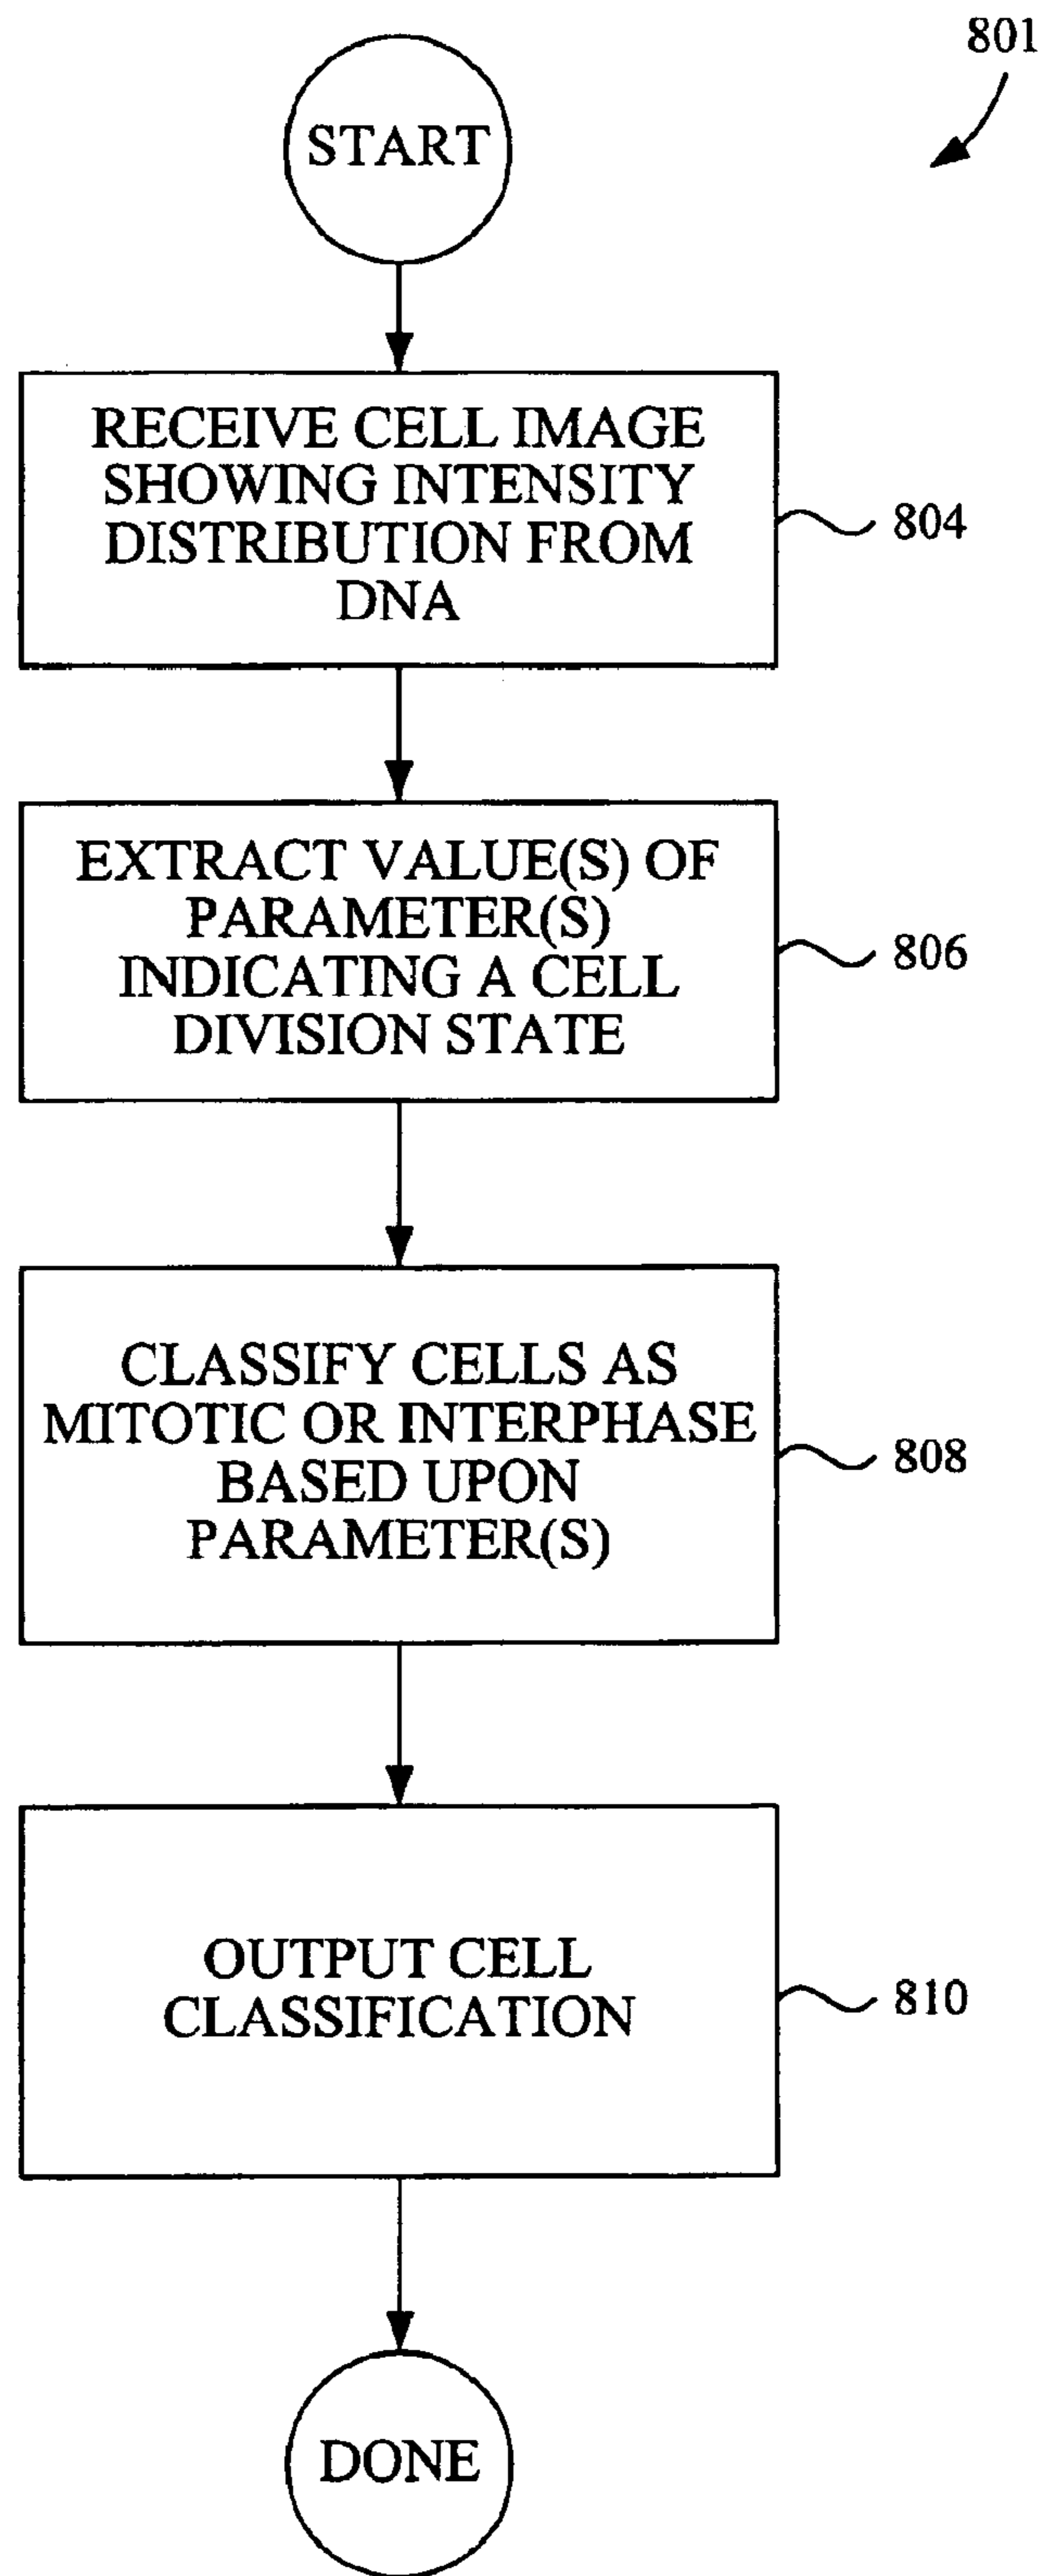 801
START
RECEIVE CELL IMAGE
SHOWING INTENSITY
DISTRIBUTION FROM
DNA
804
EXTRACT VALUE(S) OF
PARAMETER(S)
INDICATING A CELL
DIVISION STATE
806
CLASSIFY CELLS AS
MITOTIC OR INTERPHASE
BASED UPON
PARAMETER(S)
808
OUTPUT CELL
CLASSIFICATION
810
DONE